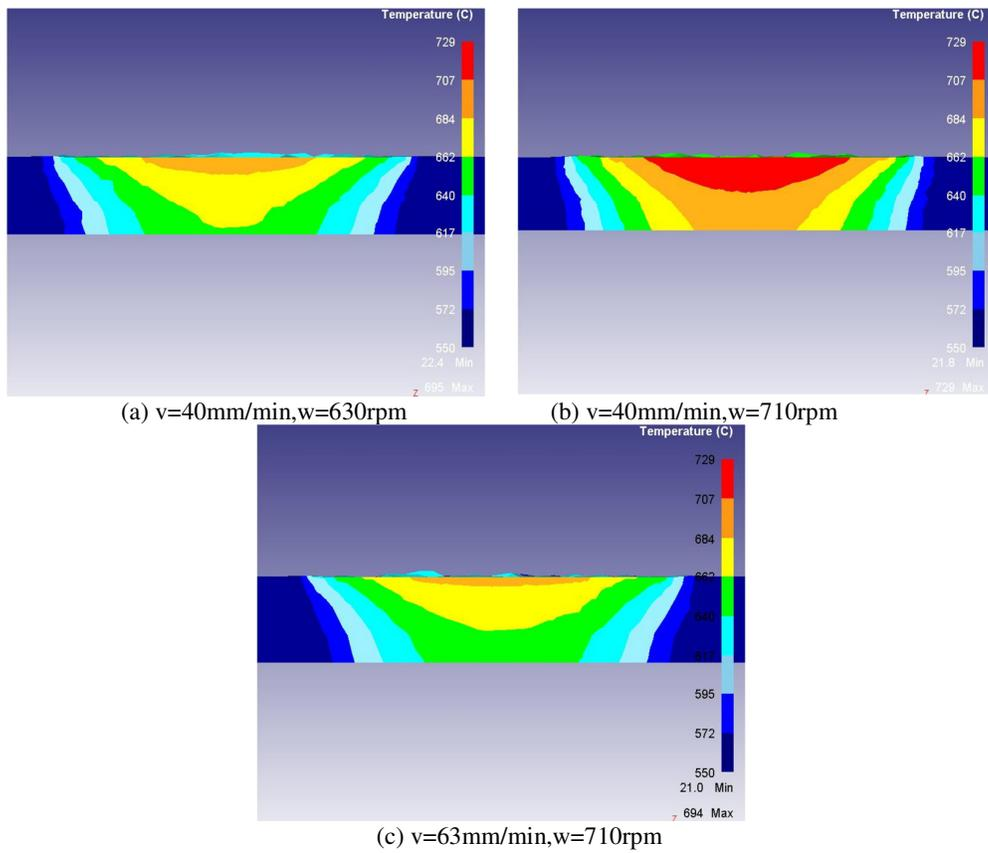 Temperature (C)
729
707
684
662
640
617
595
572
550
22.4 Min
Z 695 Max
Temperature (C)
729
707
684
662
640
617
595
572
550
21.8 Min
729 Max
(a) v=40mm/min,w=630rpm
(b) v=40mm/min,w=710rpm
Temperature (C)
729
707
684
662
640
617
595
572
550
21.0 Min
694 Max
(c) v=63mm/min,w=710rpm